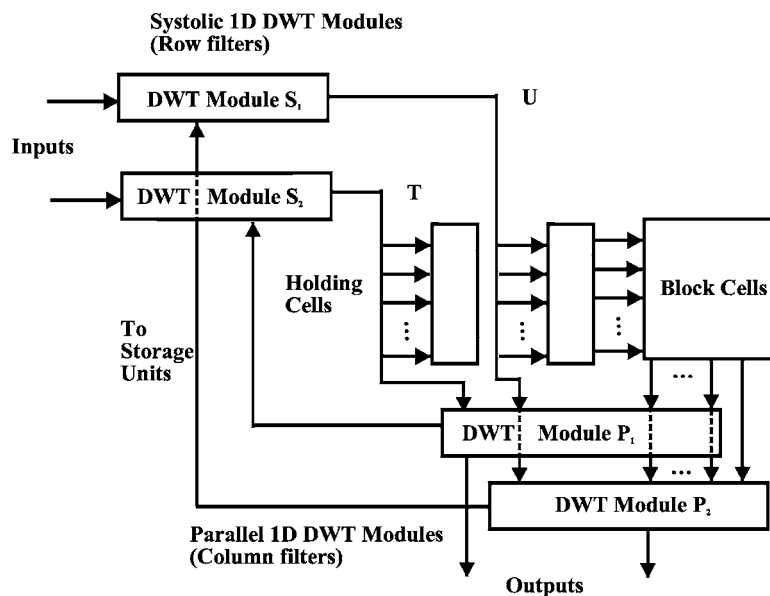 Systolic 1D DWT Modules
(Row filters)
DWT Module S₁
U
Inputs
DWT Module S₂
T
Holding
Cells
...
...
...
Block Cells
To
Storage
Units
...
DWT Module P₁
...
DWT Module P₂
Parallel 1D DWT Modules
(Column filters)
Outputs